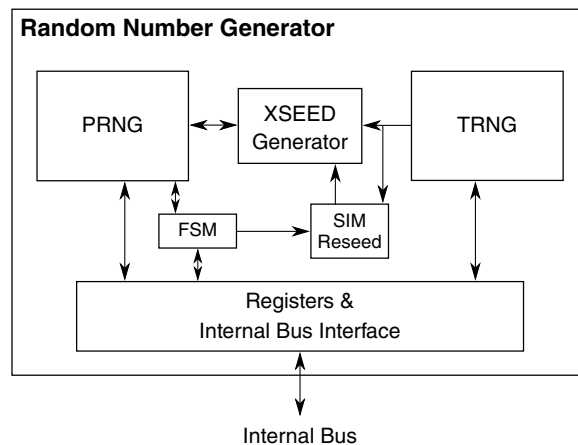 Random Number Generator
PRNG
XSEED
Generator
TRNG
FSM
SIM
Reseed
Registers &
Internal Bus Interface
Internal Bus